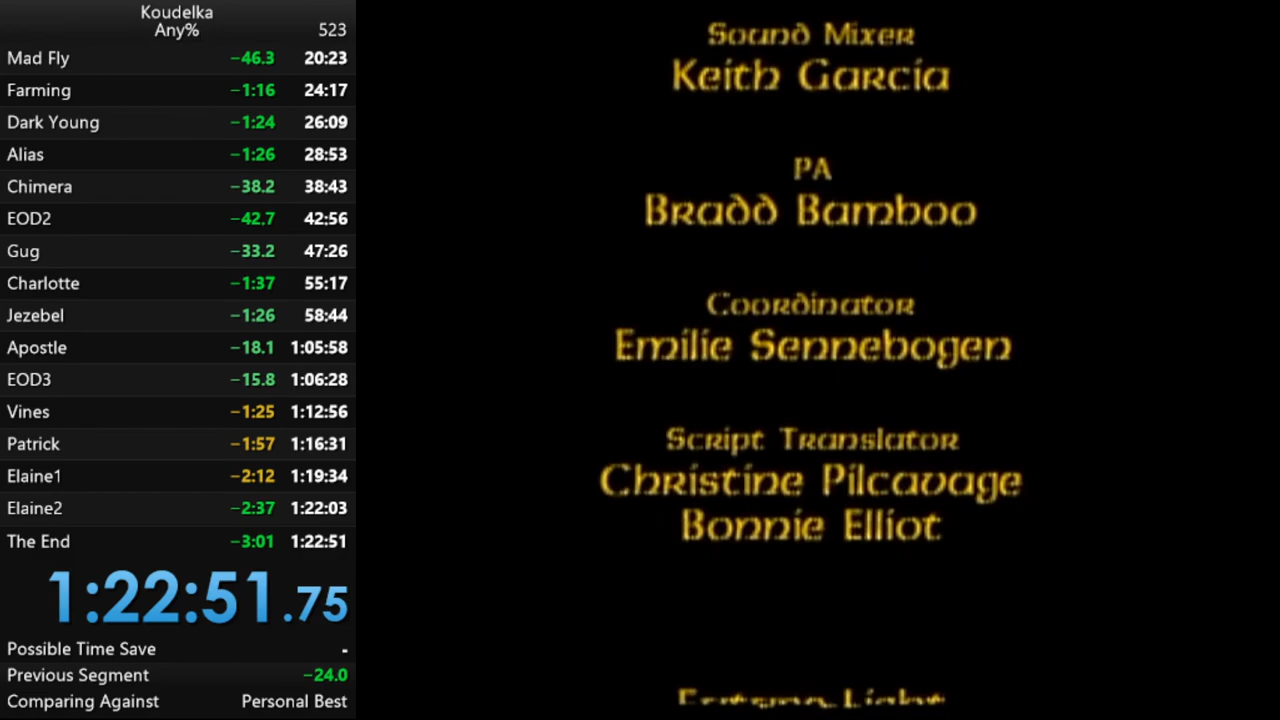 Koudelka
Any% 523
Mad Fly -46.3 20:23
Farming -1:16 24:17
Dark Young -1:24 26:09
Alias -1:26 28:53
Chimera -38.2 38:43
EOD2 -42.7 42:56
Gug -33.2 47:26
Charlotte -1:37 55:17
Jezebel -1:26 58:44
Apostle -18.1 1:05:58
EOD3 -15.8 1:06:28
Vines -1:25 1:12:56
Patrick -1:57 1:16:31
Elaine1 -2:12 1:19:34
Elaine2 -2:37 1:22:03
The End -3:01 1:22:51
1:22:51.75
Possible Time Save -
Previous Segment -24.0
Comparing Against Personal Best
Sound Mixer
Keith Garcia
PA
Bradd Bamboo
Coordinator
Emilie Sennebogen
Script Translator
Christine Pilcavage
Bonnie Elliot